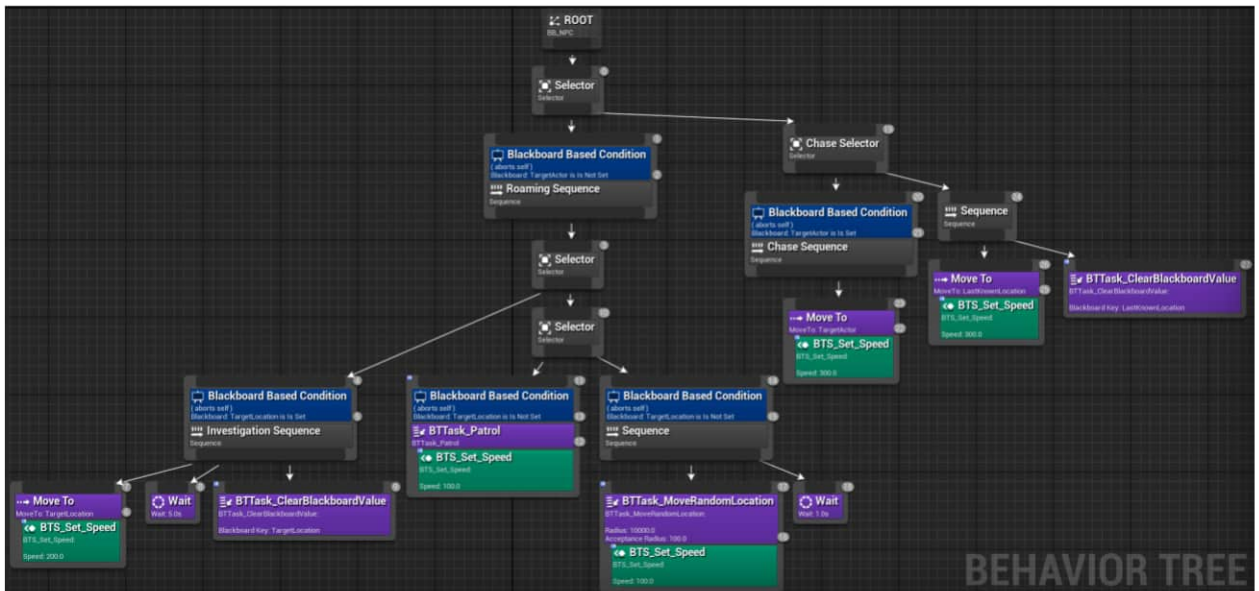 ROOT
BB_NPC
Selector
Selector
Blackboard Based Condition
( aborts self )
Blackboard: TargetActor is Is Not Set
Roaming Sequence
Sequence
Chase Selector
Selector
Blackboard Based Condition
( aborts self )
Blackboard: TargetActor is Is Set
Chase Sequence
Sequence
Sequence
Sequence
Move To
MoveTo: TargetActor
BTS_Set_Speed
BTS_Set_Speed:
Speed: 300.0
Move To
MoveTo: LastKnownLocation
BTS_Set_Speed
BTS_Set_Speed:
Speed: 300.0
BTTask_ClearBlackboardValue
BTTask_ClearBlackboardValue:
Blackboard Key: LastKnownLocation
Selector
Selector
Selector
Selector
Blackboard Based Condition
( aborts self )
Blackboard: TargetLocation is Is Set
Investigation Sequence
Sequence
Blackboard Based Condition
( aborts self )
Blackboard: TargetLocation is Is Not Set
BTTask_Patrol
BTTask_Patrol
BTS_Set_Speed
BTS_Set_Speed:
Speed: 100.0
Blackboard Based Condition
( aborts self )
Blackboard: TargetLocation is Is Not Set
Sequence
Sequence
Move To
MoveTo: TargetLocation
BTS_Set_Speed
BTS_Set_Speed:
Speed: 200.0
Wait
Wait: 5.0s
BTTask_ClearBlackboardValue
BTTask_ClearBlackboardValue:
Blackboard Key: TargetLocation
BTTask_MoveRandomLocation
BTTask_MoveRandomLocation:
Radius: 10000.0
Acceptance Radius: 100.0
BTS_Set_Speed
BTS_Set_Speed:
Speed: 100.0
Wait
Wait: 1.0s
BEHAVIOR TREE